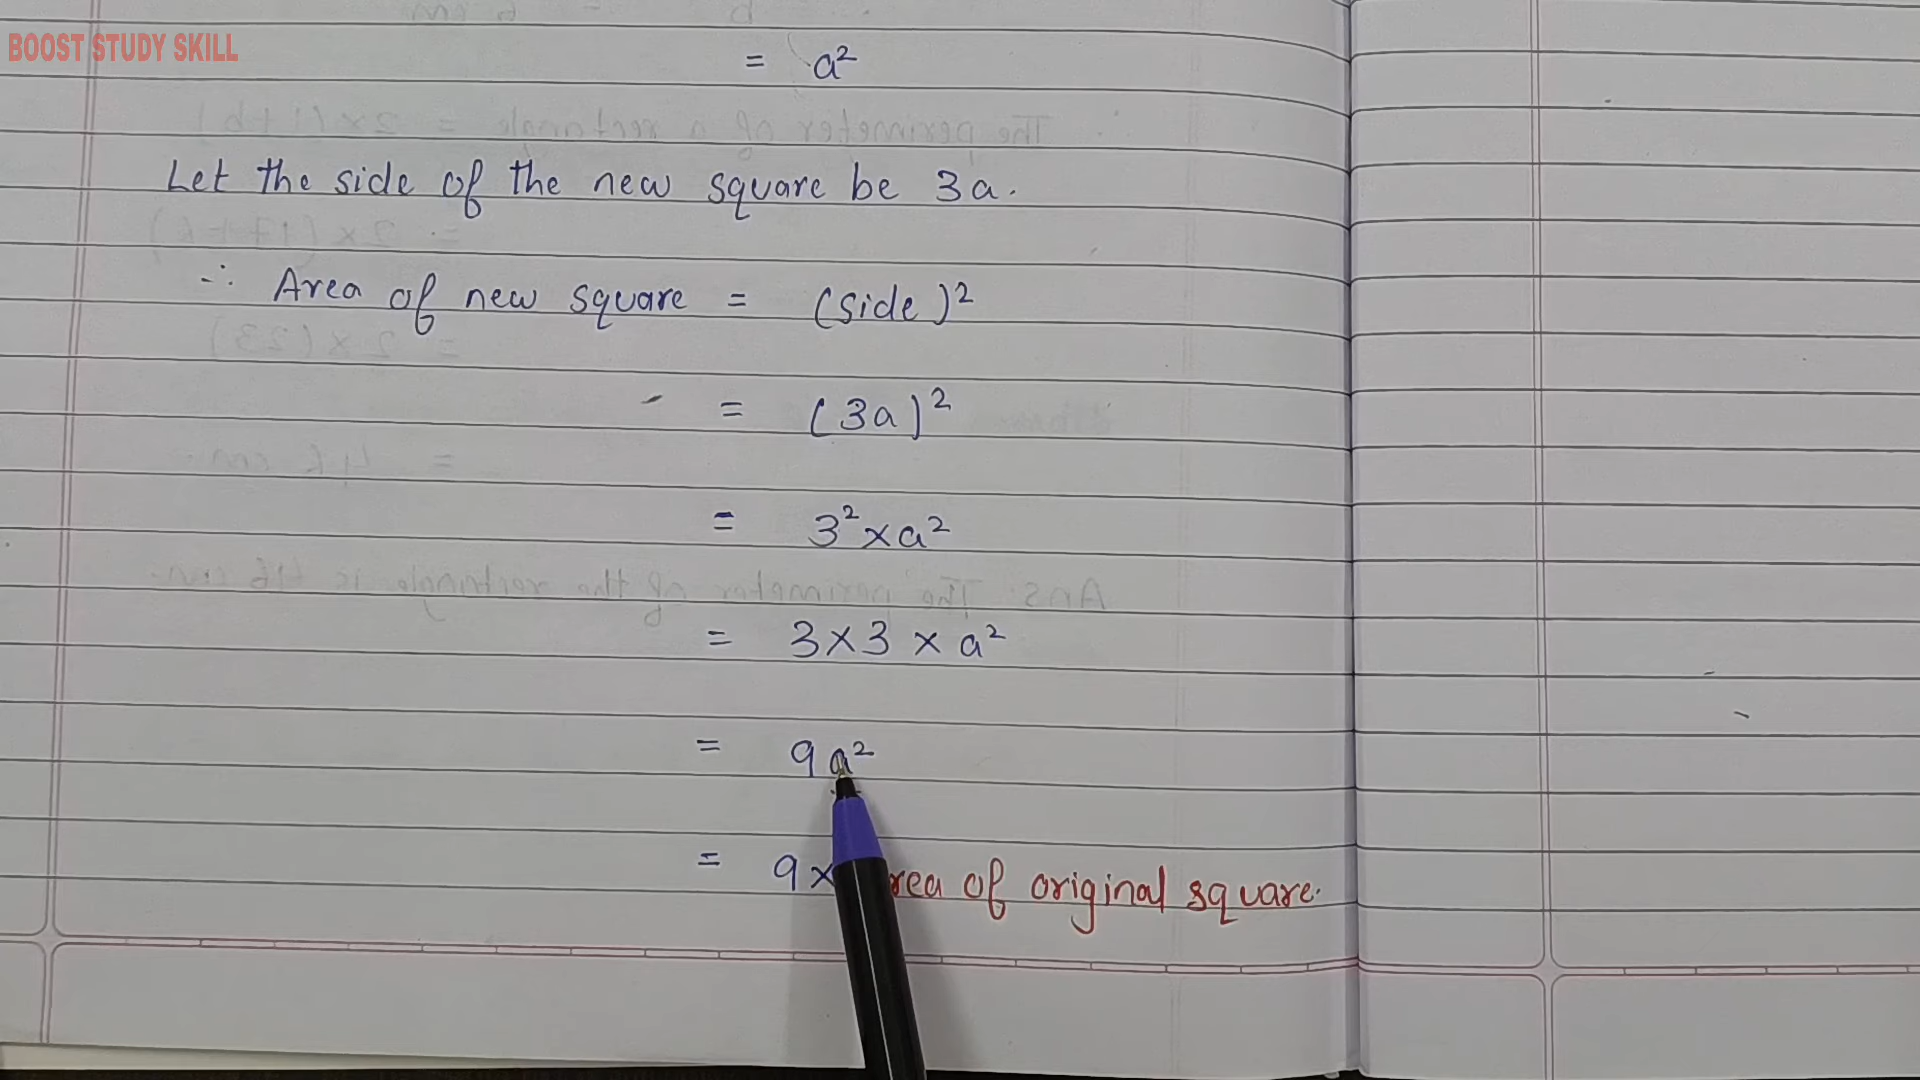 BOOST STUDY SKILL
= a²
Let the side of the new square be 3a.
∴ Area of new square = (side)²
= (3a)²
= 3² × a²
= 3 × 3 × a²
= 9a²
= 9 × rea of original square.